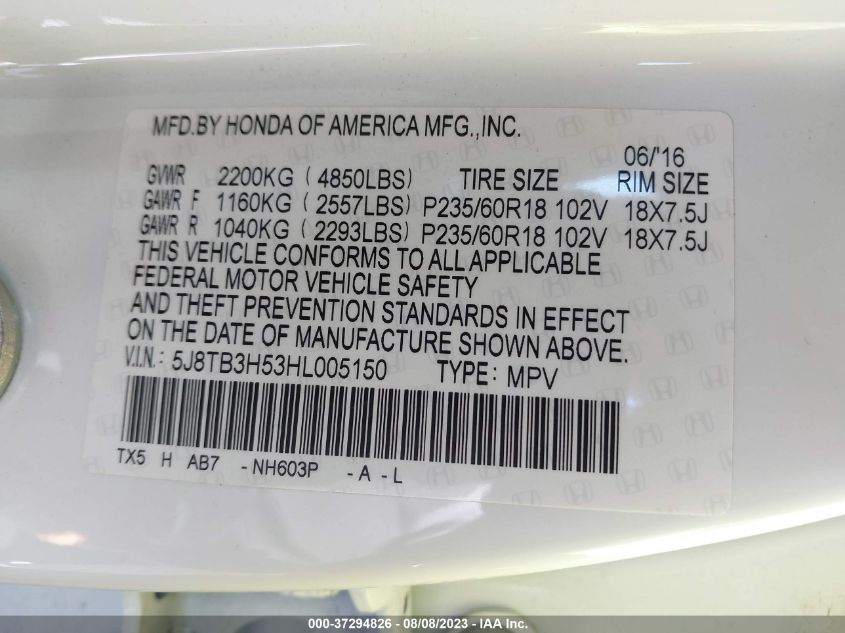 MFD.BY HONDA OF AMERICA MFG.,INC.
06/'16
GVWR 2200KG (4850LBS) TIRE SIZE RIM SIZE
GAWR F 1160KG (2557LBS) P235/60R18 102V 18X7.5J
GAWR R 1040KG (2293LBS) P235/60R18 102V 18X7.5J
THIS VEHICLE CONFORMS TO ALL APPLICABLE
FEDERAL MOTOR VEHICLE SAFETY
AND THEFT PREVENTION STANDARDS IN EFFECT
ON THE DATE OF MANUFACTURE SHOWN ABOVE.
V.I.N.: 5J8TB3H53HL005150 TYPE: MPV
TX5 H AB7 -NH603P -A -L
000-37294826 - 08/08/2023 - IAA Inc.